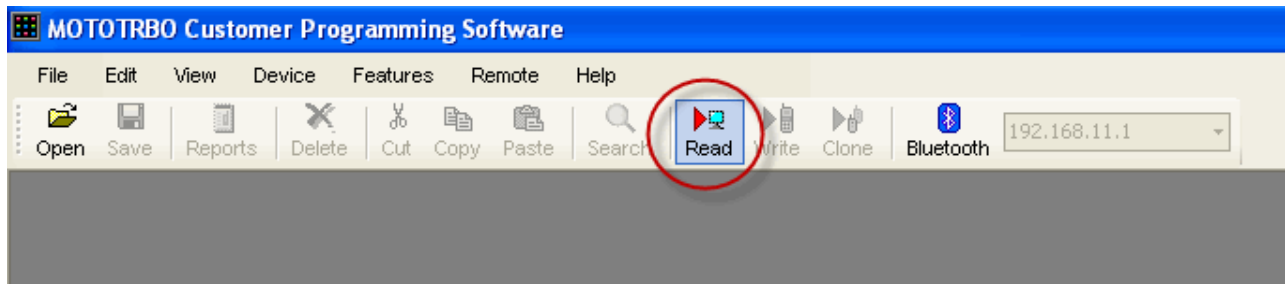 MOTOTRBO Customer Programming Software
File Edit View Device Features Remote Help
Open Save Reports Delete Cut Copy Paste Search Read Write Clone Bluetooth 192.168.11.1